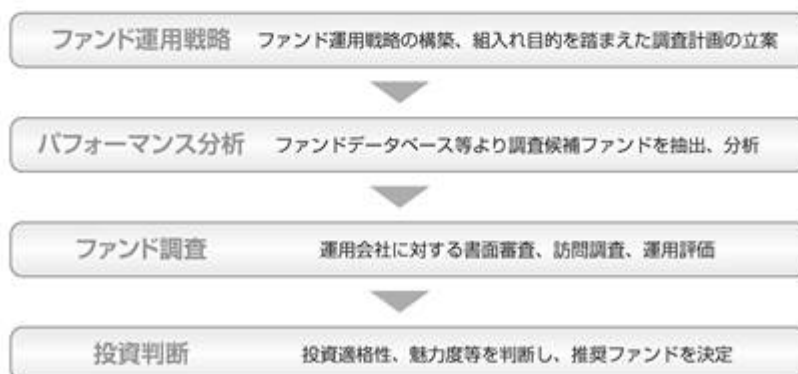 ファンド運用戦略 ファンド運用戦略の構築、組入れ目的を踏まえた調査計画の立案
パフォーマンス分析 ファンドデータベース等より調査候補ファンドを抽出、分析
ファンド調査 運用会社に対する書面審査、訪問調査、運用評価
投資判断 投資適格性、魅力度等を判断し、推奨ファンドを決定